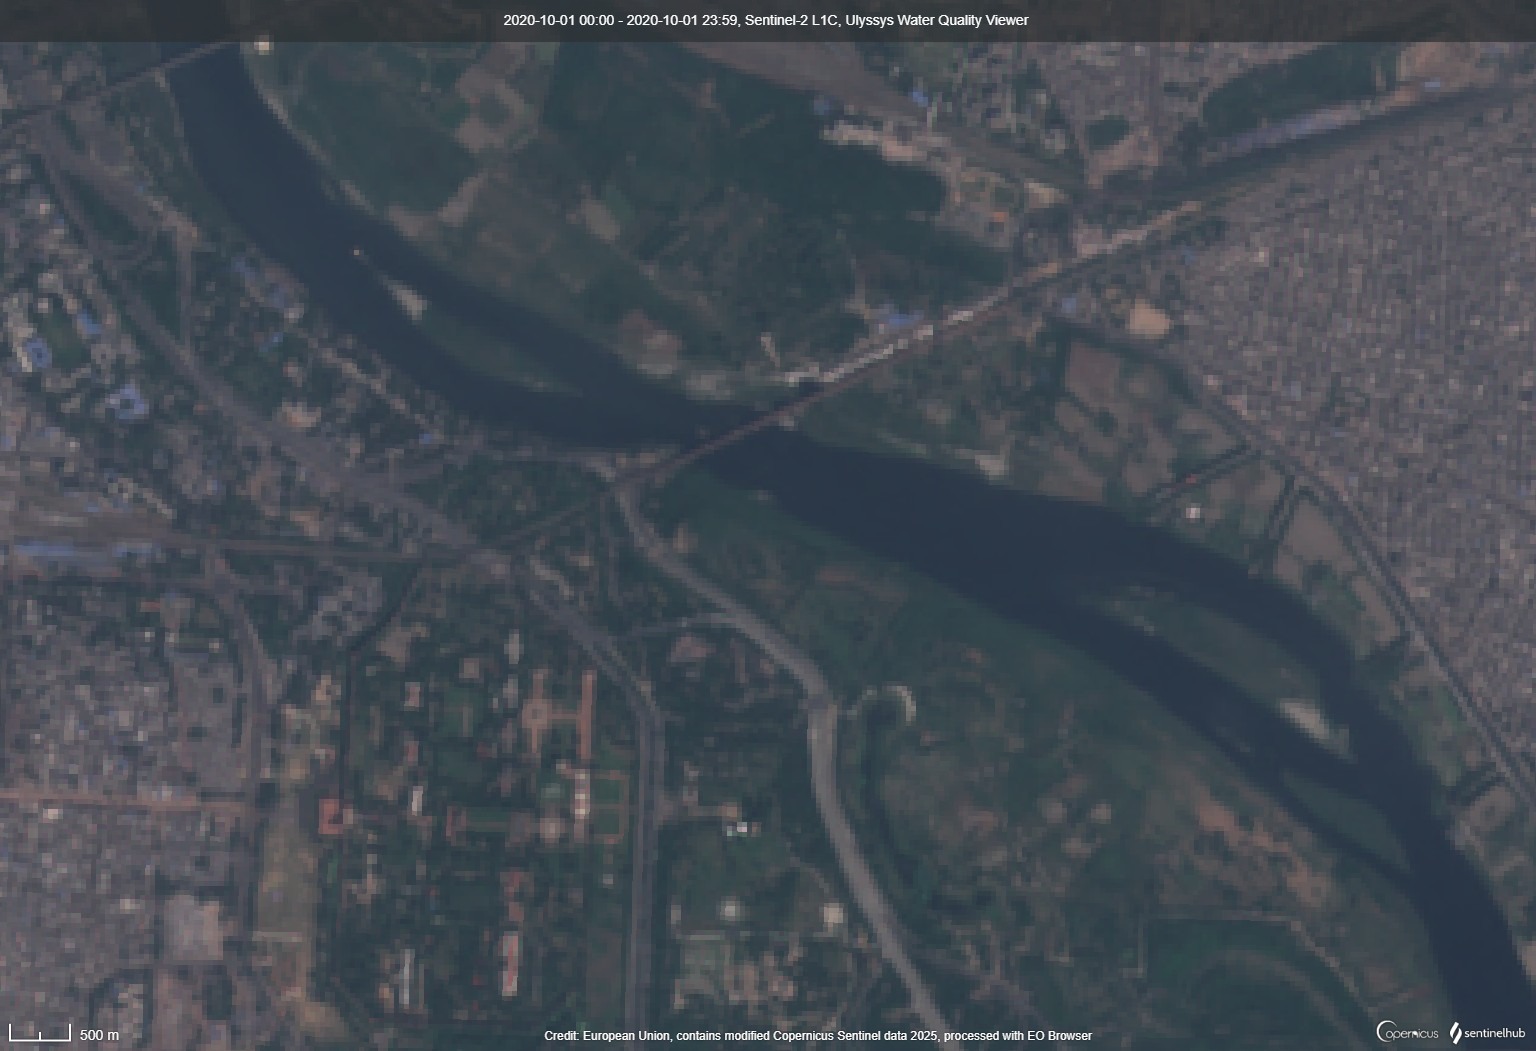 2020-10-01 00:00 - 2020-10-01 23:59, Sentinel-2 L1C, Ulyssys Water Quality Viewer
500 m
Credit: European Union, contains modified Copernicus Sentinel data 2025, processed with EO Browser
Copernicus
sentinelhub